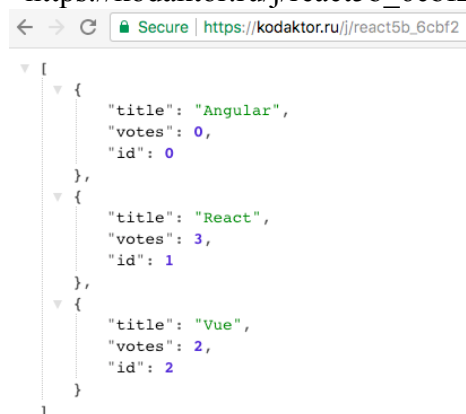 Secure https://kodaktor.ru/j/react5b_6cbf2
[
{
"title": "Angular",
"votes": 0,
"id": 0
},
{
"title": "React",
"votes": 3,
"id": 1
},
{
"title": "Vue",
"votes": 2,
"id": 2
}
]